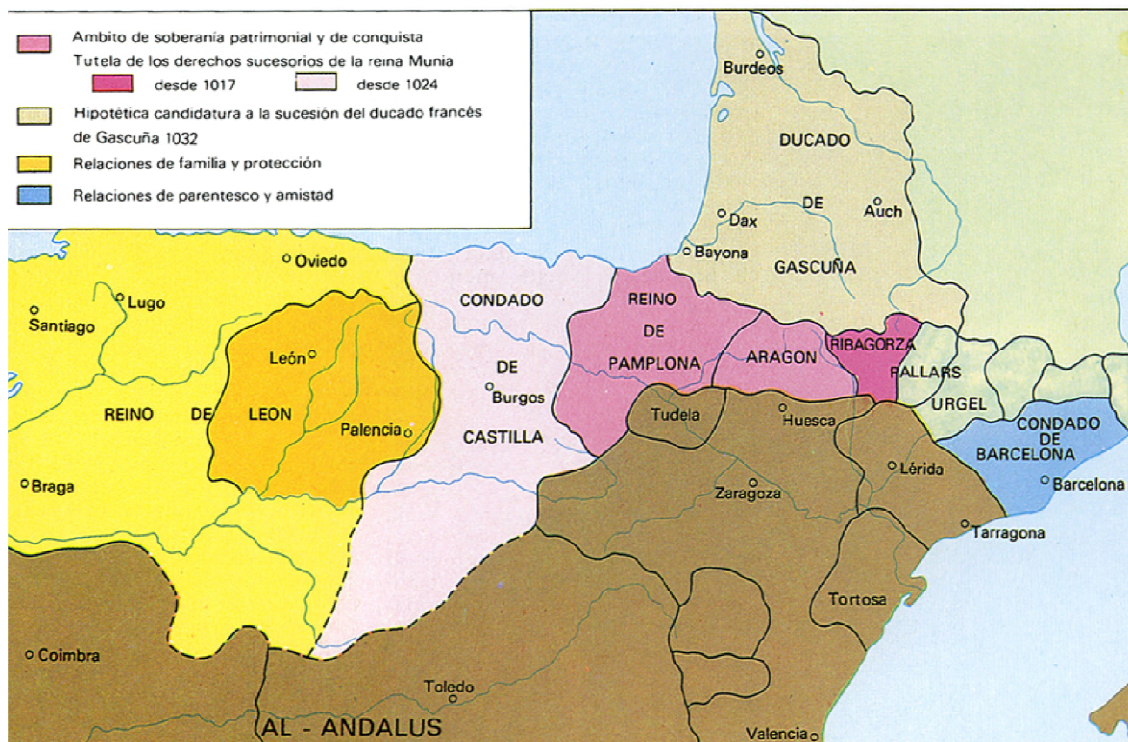 Ambito de soberanía patrimonial y de conquista
Tutela de los derechos sucesorios de la reina Munia
desde 1017
desde 1024
Hipotética candidatura a la sucesión del ducado francés
de Gascuña 1032
Relaciones de familia y protección
Relaciones de parentesco y amistad
Burdeos
DUCADO
DE
GASCUÑA
Auch
Dax
Bayona
Oviedo
Lugo
Santiago
León
REINO DE LEON
Palencia
Braga
Coimbra
CONDADO
DE
CASTILLA
Burgos
REINO
DE
PAMPLONA
ARAGON
RIBAGORZA
PALLARS
URGEL
CONDADO
DE
BARCELONA
Barcelona
Tudela
Huesca
Zaragoza
Lérida
Tarragona
Tortosa
Toledo
AL - ANDALUS
Valencia